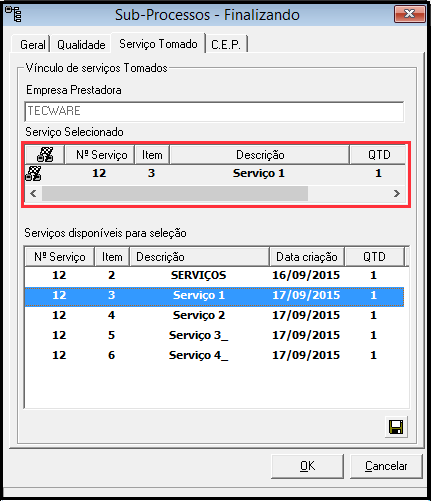 Sub-Processos - Finalizando
Geral Qualidade Serviço Tomado C.E.P.
Vínculo de serviços Tomados
Empresa Prestadora
TECWARE
Serviço Selecionado
Nº Serviço Item Descrição QTD
12 3 Serviço 1 1
Serviços disponíveis para seleção
Nº Serviço Item Descrição Data criação QTD
12 2 SERVIÇOS 16/09/2015 1
12 3 Serviço 1 17/09/2015 1
12 4 Serviço 2 17/09/2015 1
12 5 Serviço 3_ 17/09/2015 1
12 6 Serviço 4_ 17/09/2015 1
OK Cancelar